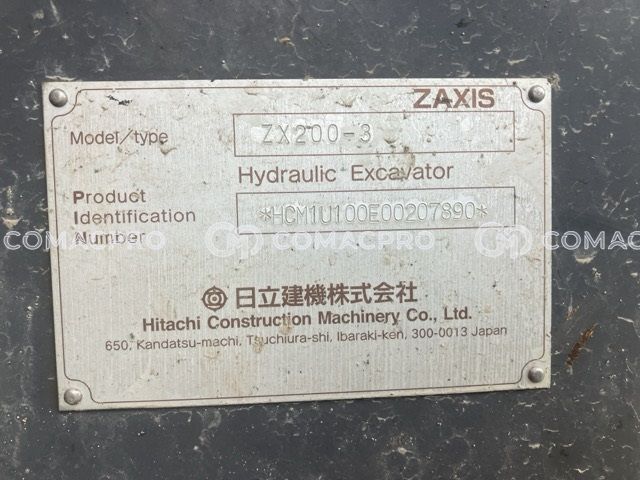 ZAXIS
Model/type ZX200-3
Hydraulic Excavator
Product
Identification
Number
*HCM1U100E00207890*
COMACPRO COMACPRO COMACPRO
日立建機株式会社
Hitachi Construction Machinery Co., Ltd.
650, Kandatsu-machi, Tsuchiura-shi, Ibaraki-ken, 300-0013 Japan